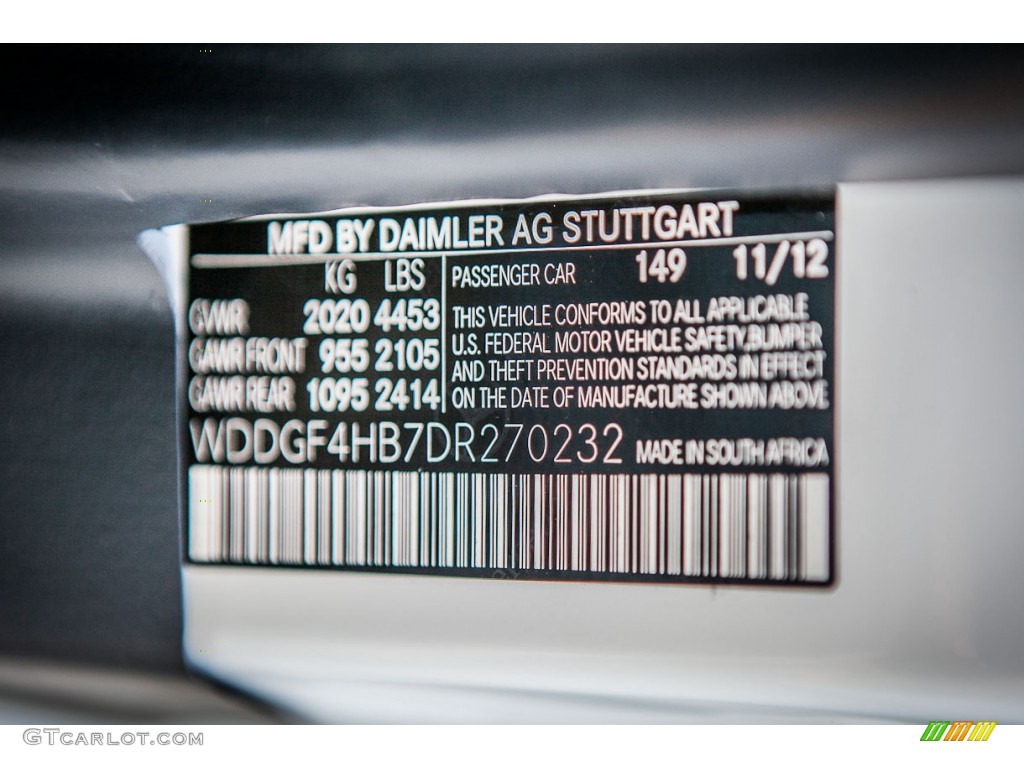 MFD BY DAIMLER AG STUTTGART
KG LBS
GVWR 2020 4453
GAWR FRONT 955 2105
GAWR REAR 1095 2414
PASSENGER CAR 149 11/12
THIS VEHICLE CONFORMS TO ALL APPLICABLE
U.S. FEDERAL MOTOR VEHICLE SAFETY,BUMPER
AND THEFT PREVENTION STANDARDS IN EFFECT
ON THE DATE OF MANUFACTURE SHOWN ABOVE
WDDGF4HB7DR270232 MADE IN SOUTH AFRICA
GTCARLOT.COM